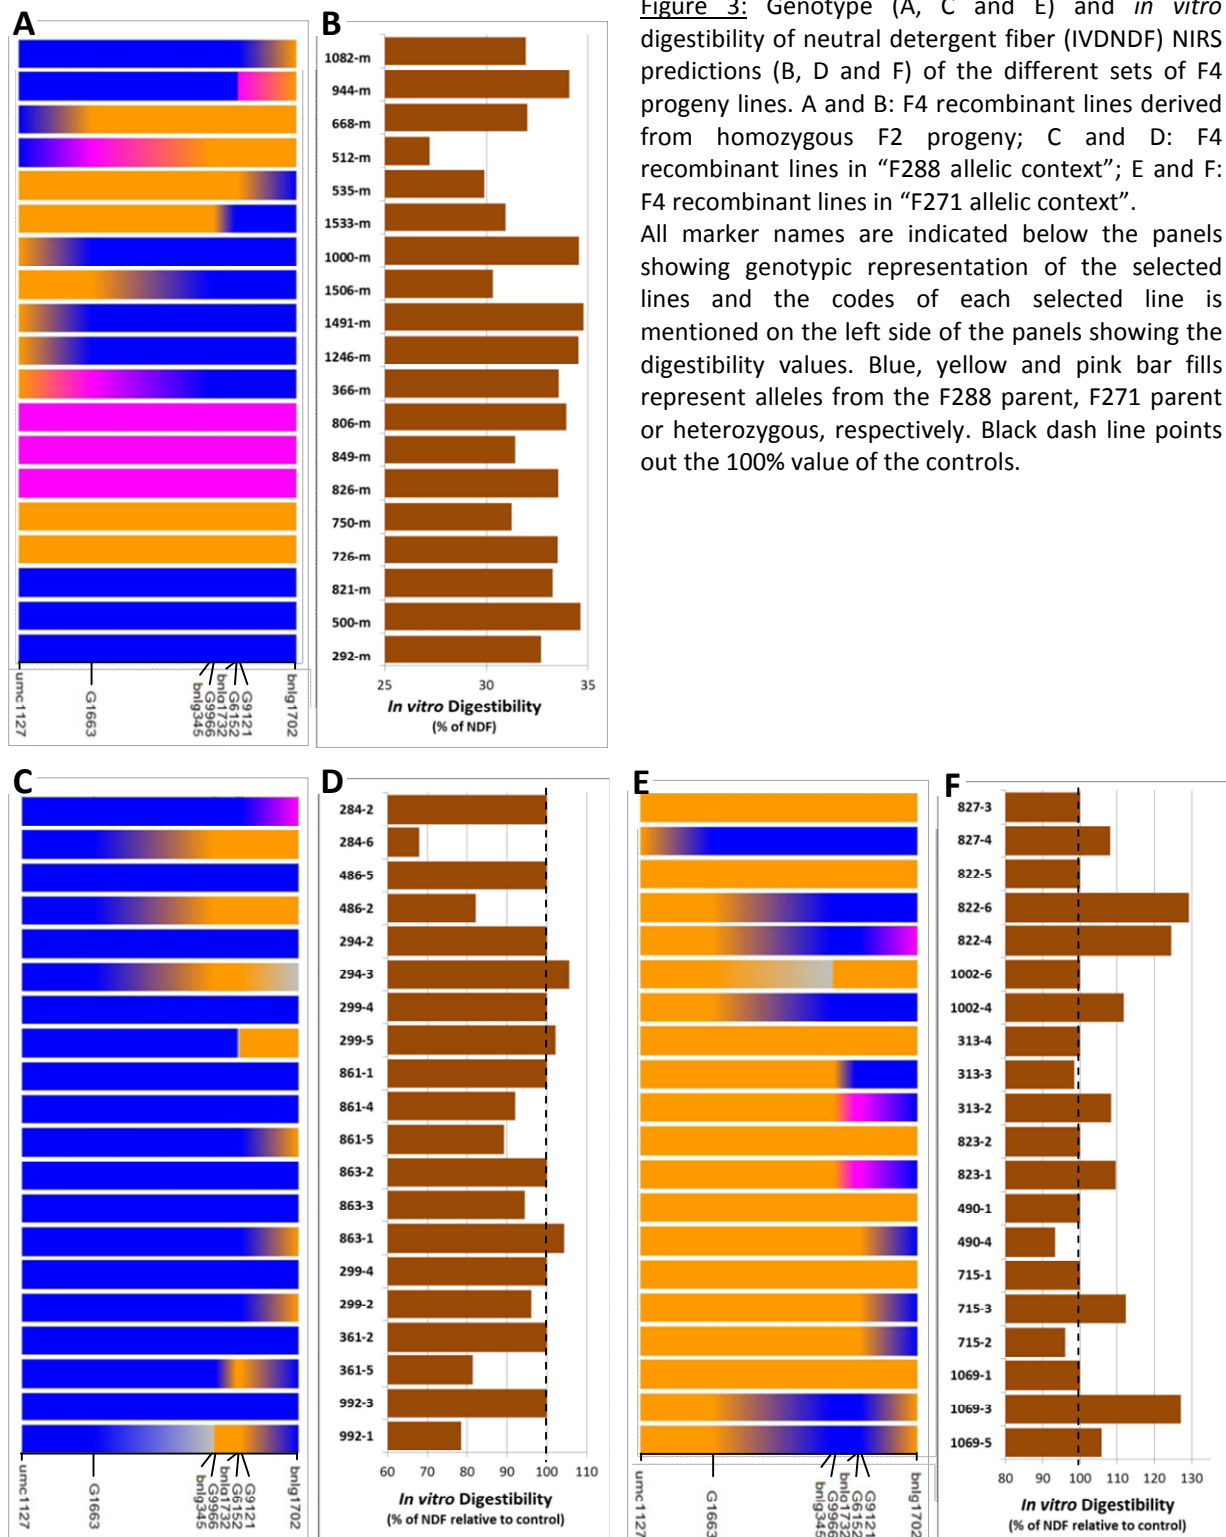 A
B
Figure 3: Genotype (A, C and E) and in vitro
digestibility of neutral detergent fiber (IVDNDF) NIRS
predictions (B, D and F) of the different sets of F4
progeny lines. A and B: F4 recombinant lines derived
from homozygous F2 progeny; C and D: F4
recombinant lines in “F288 allelic context”; E and F:
F4 recombinant lines in “F271 allelic context”.
All marker names are indicated below the panels
showing genotypic representation of the selected
lines and the codes of each selected line is
mentioned on the left side of the panels showing the
digestibility values. Blue, yellow and pink bar fills
represent alleles from the F288 parent, F271 parent
or heterozygous, respectively. Black dash line points
out the 100% value of the controls.
1082-m
944-m
668-m
512-m
535-m
1533-m
1000-m
1506-m
1491-m
1246-m
366-m
806-m
849-m
826-m
750-m
726-m
821-m
500-m
292-m
25 30 35
In vitro Digestibility
(% of NDF)
umc1127
G1663
bnlg345
G9966
bnlg1732
G6152
G9121
bnlg1702
C
D
284-2
284-6
486-5
486-2
294-2
294-3
299-4
299-5
861-1
861-4
861-5
863-2
863-3
863-1
299-4
299-2
361-2
361-5
992-3
992-1
60 70 80 90 100 110
In vitro Digestibility
(% of NDF relative to control)
umc1127
G1663
bnlg345
G9966
bnlg1732
G6152
G9121
bnlg1702
E
F
827-3
827-4
822-5
822-6
822-4
1002-6
1002-4
313-4
313-3
313-2
823-2
823-1
490-1
490-4
715-1
715-3
715-2
1069-1
1069-3
1069-5
80 90 100 110 120 130
In vitro Digestibility
(% of NDF relative to control)
umc1127
G1663
bnlg345
G9966
bnlg1732
G6152
G9121
bnlg1702